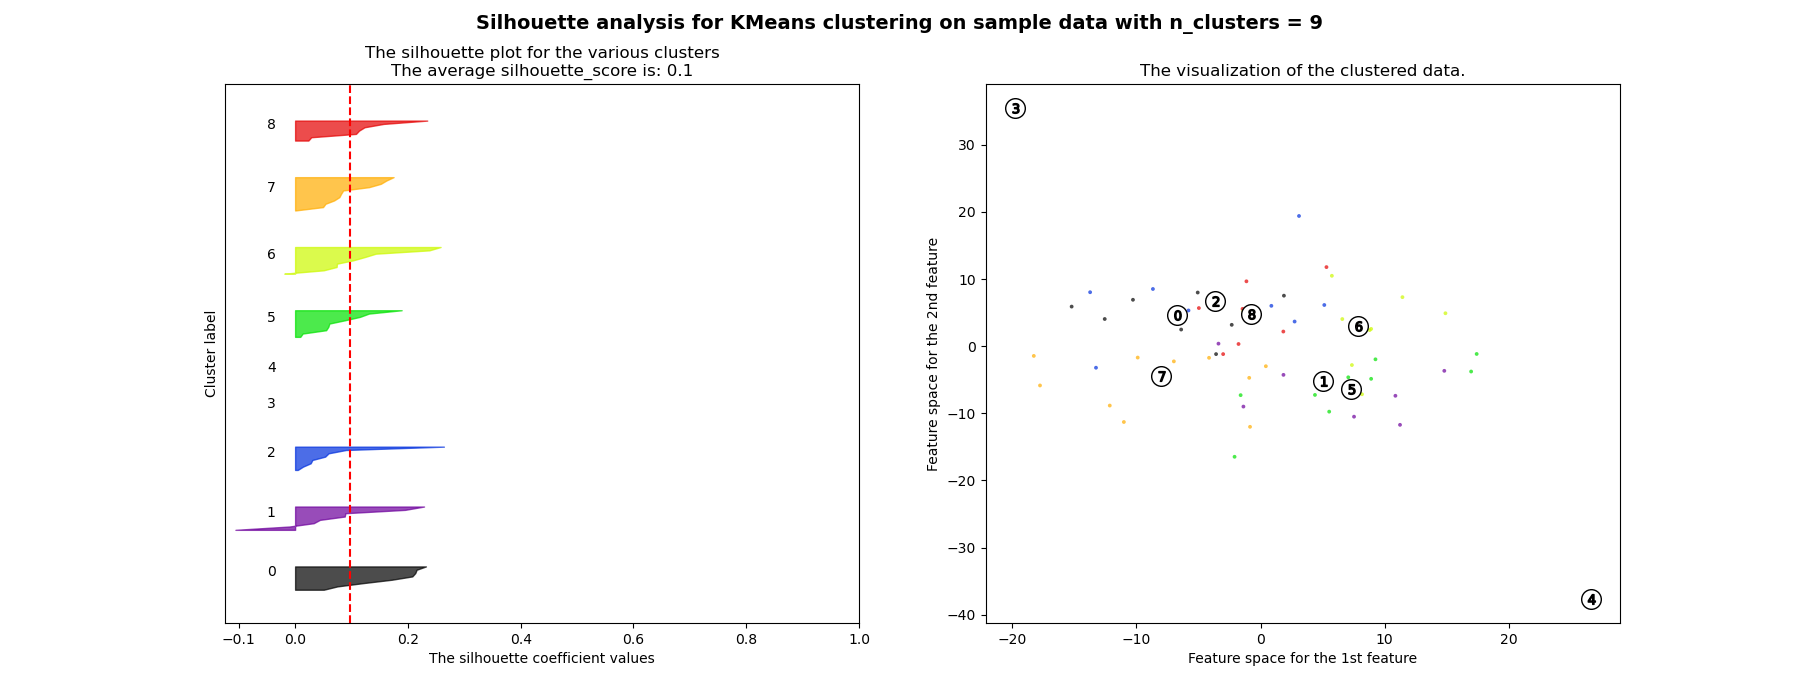 Silhouette analysis for KMeans clustering on sample data with n_clusters = 9
The silhouette plot for the various clusters
The average silhouette_score is: 0.1
8
7
6
5
4
3
2
1
0
Cluster label
−0.1 0.0 0.2 0.4 0.6 0.8 1.0
The silhouette coefficient values
The visualization of the clustered data.
30
20
10
0
−10
−20
−30
−40
Feature space for the 2nd feature
3
2
0
8
6
7
1
5
4
−20 −10 0 10 20
Feature space for the 1st feature